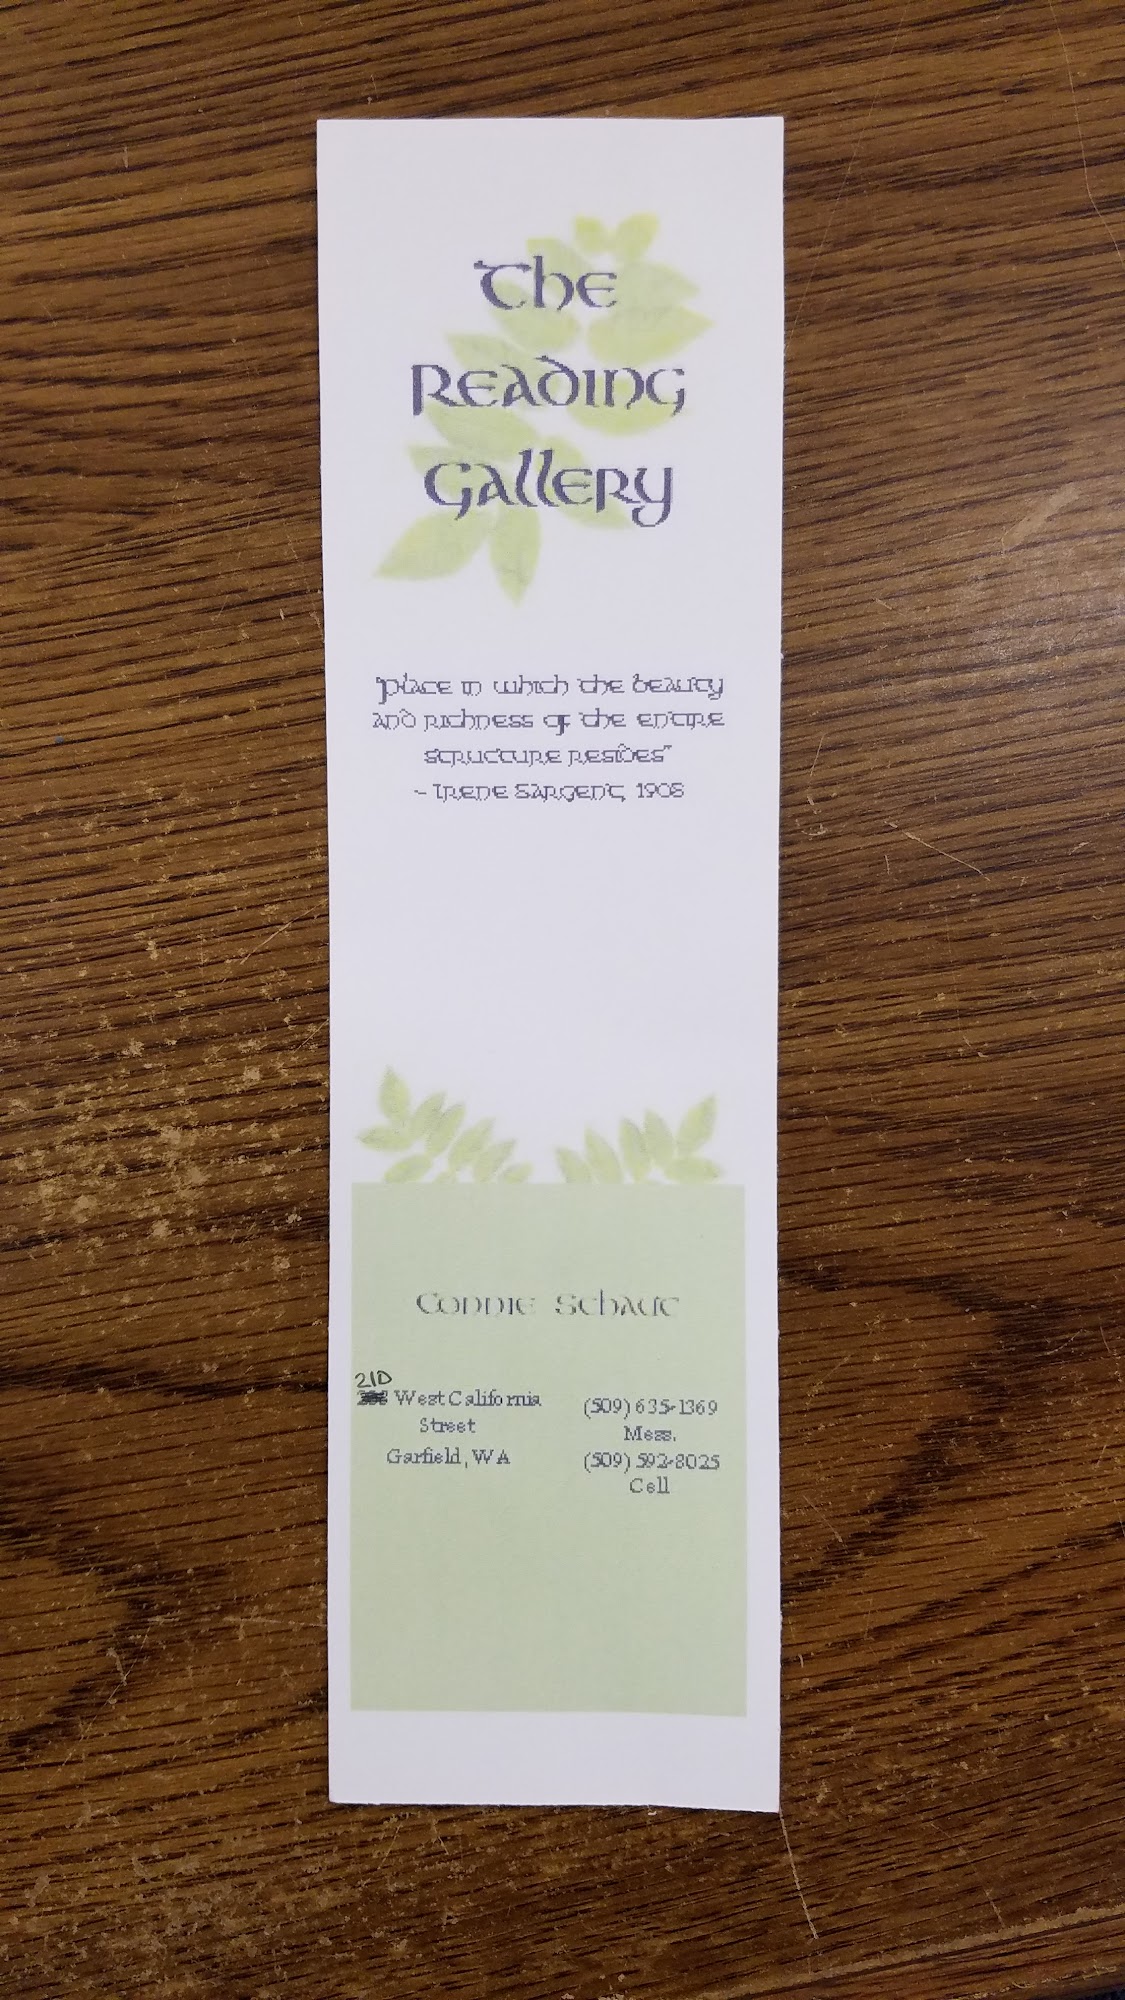 The
Reading
Gallery
"Place in which the beauty
and richness of the entire
structure resides"
- Irene Sargent, 1908
Connie Schaut
210
West California
Street
Garfield, WA
(509) 635-1369
Mess.
(509) 592-8025
Cell